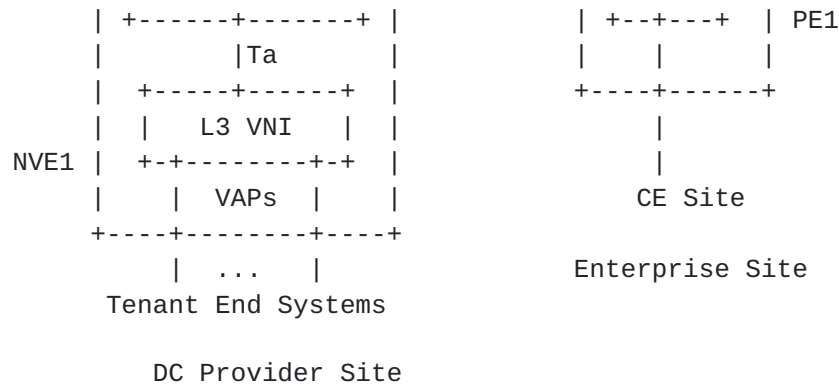 | +------+-------+ | | +--+---+ | PE1
| |Ta | | | |
| +-----+------+ | +----+------+
| | L3 VNI | | |
NVE1 | +-+--------+-+ | |
| | VAPs | | CE Site
+----+--------+----+
| ... | Enterprise Site
Tenant End Systems
DC Provider Site